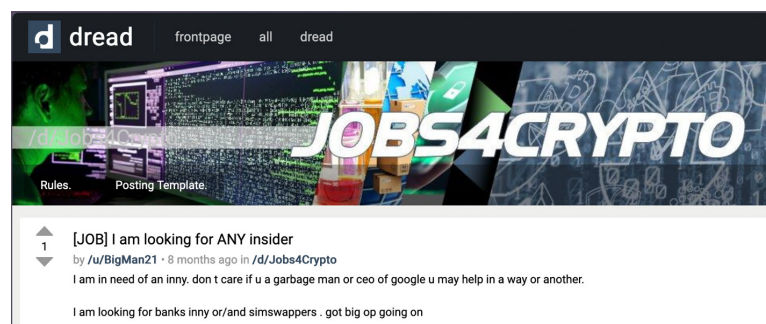 dread frontpage all dread
/d/Jobs4Crypto
JOBS4CRYPTO
Rules. Posting Template.
[JOB] I am looking for ANY insider
1
by /u/BigMan21 • 8 months ago in /d/Jobs4Crypto
I am in need of an inny. don t care if u a garbage man or ceo of google u may help in a way or another.
I am looking for banks inny or/and simswappers . got big op going on